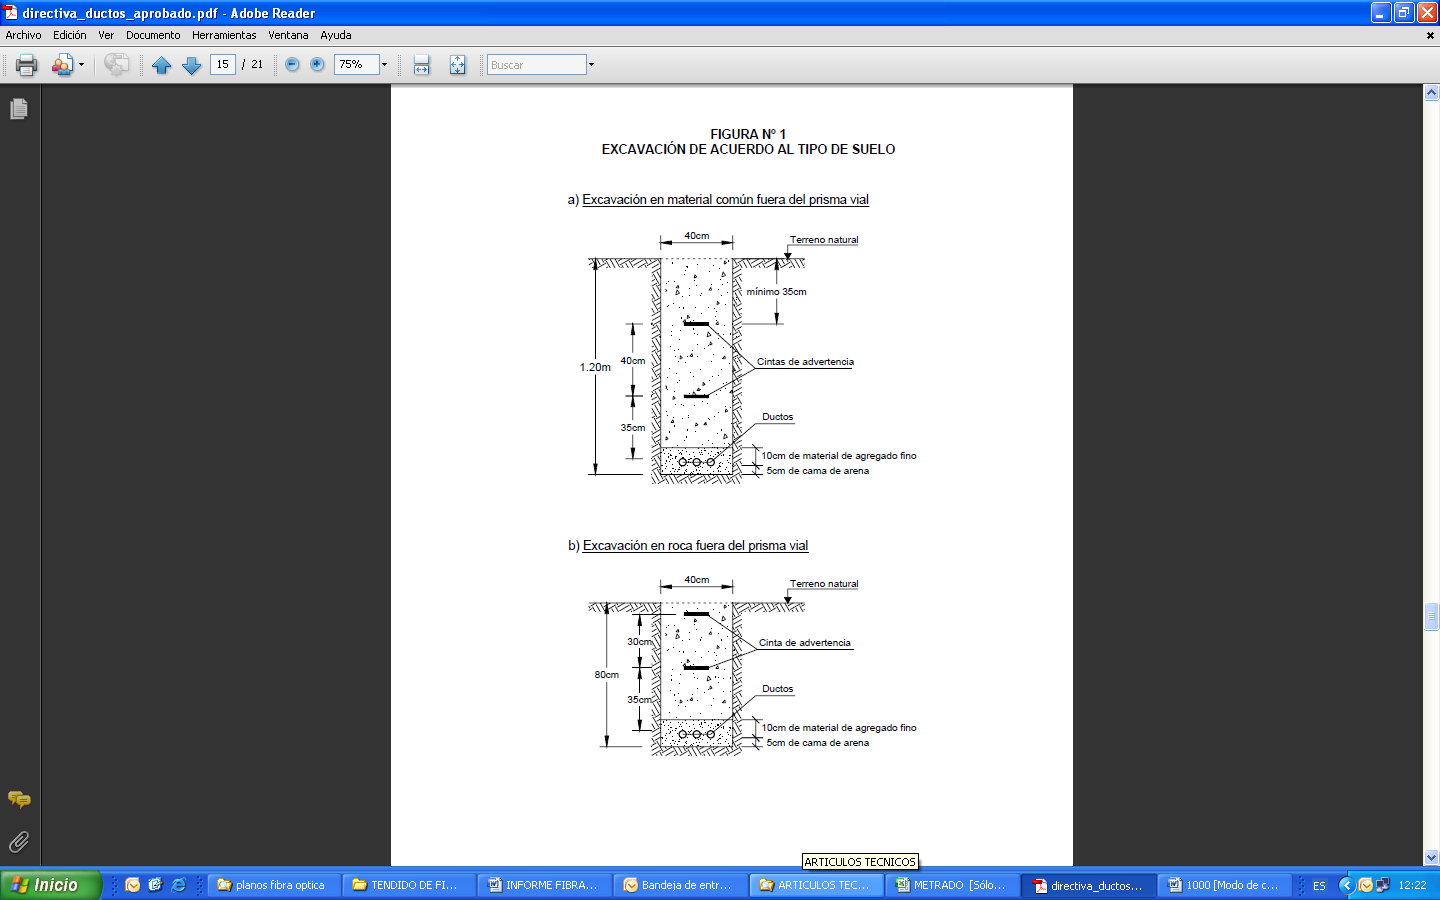 directiva_ductos_aprobado.pdf - Adobe Reader
Archivo Edición Ver Documento Herramientas Ventana Ayuda
15 / 21 75% Buscar
FIGURA Nº 1
EXCAVACIÓN DE ACUERDO AL TIPO DE SUELO
a) Excavación en material común fuera del prisma vial
40cm
Terreno natural
mínimo 35cm
40cm
Cintas de advertencia
1.20m
Ductos
35cm
10cm de material de agregado fino
5cm de cama de arena
b) Excavación en roca fuera del prisma vial
40cm
Terreno natural
30cm
Cinta de advertencia
80cm
Ductos
35cm
10cm de material de agregado fino
5cm de cama de arena
ARTICULOS TECNICOS
Inicio planos fibra optica TENDIDO DE FI... INFORME FIBRA... Bandeja de entr... ARTICULOS TEC... METRADO [Sólo... directiva_ductos... 1000 [Modo de c... ES 12:22